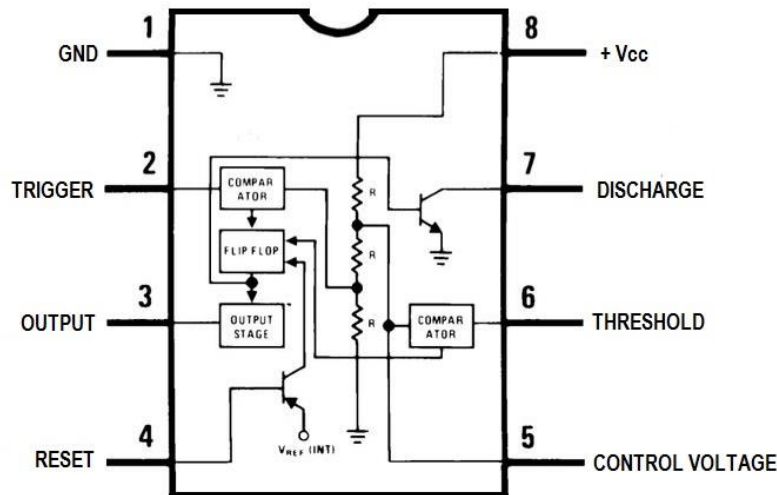 1
GND
8
+ Vcc
2
TRIGGER
COMPAR
ATOR
R
7
DISCHARGE
FLIP FLOP
R
3
OUTPUT
OUTPUT
STAGE
R
COMPAR
ATOR
6
THRESHOLD
4
RESET
VREF (INT)
5
CONTROL VOLTAGE